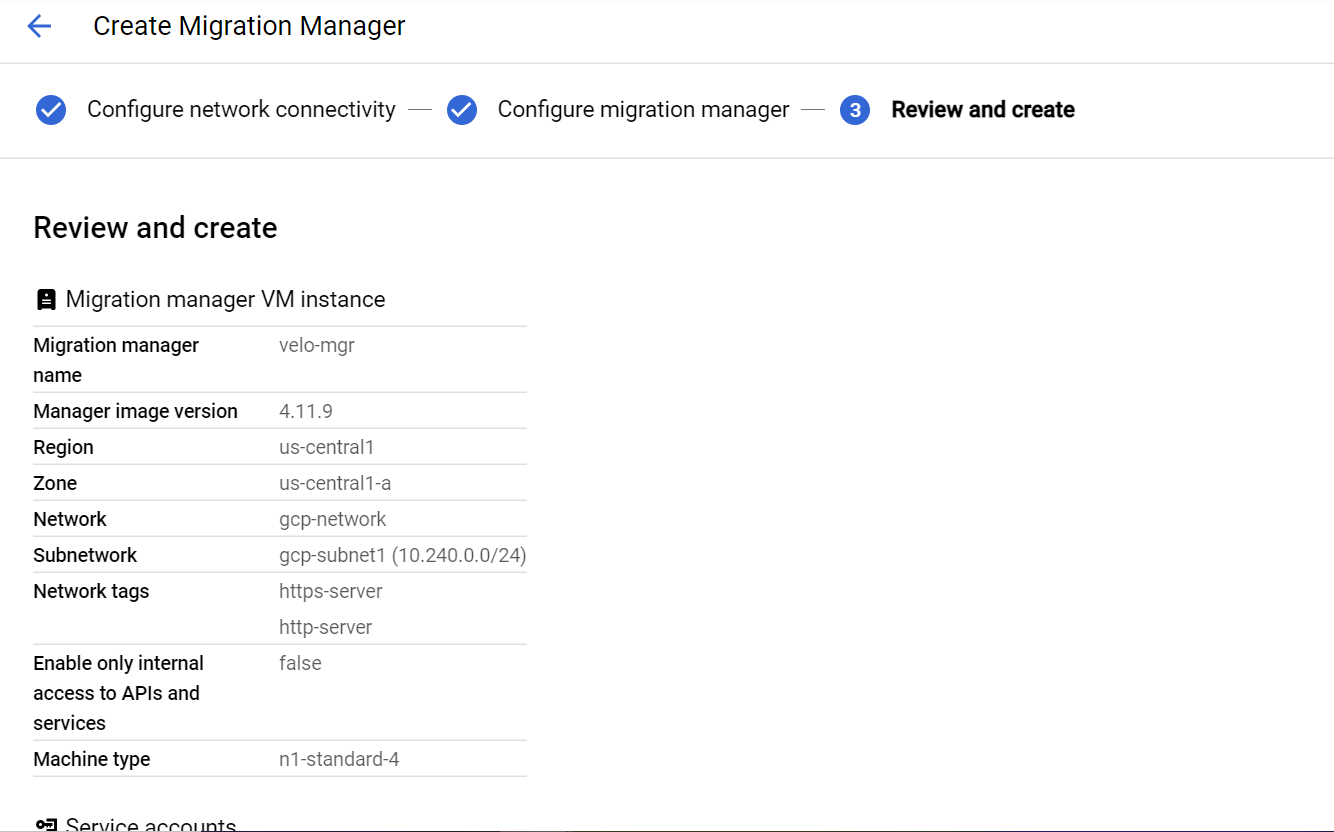 Create Migration Manager
Configure network connectivity
Configure migration manager
3
Review and create
Review and create
Migration manager VM instance
Migration manager name velo-mgr
Manager image version 4.11.9
Region us-central1
Zone us-central1-a
Network gcp-network
Subnetwork gcp-subnet1 (10.240.0.0/24)
Network tags https-server
http-server
Enable only internal access to APIs and services false
Machine type n1-standard-4
Service accounts